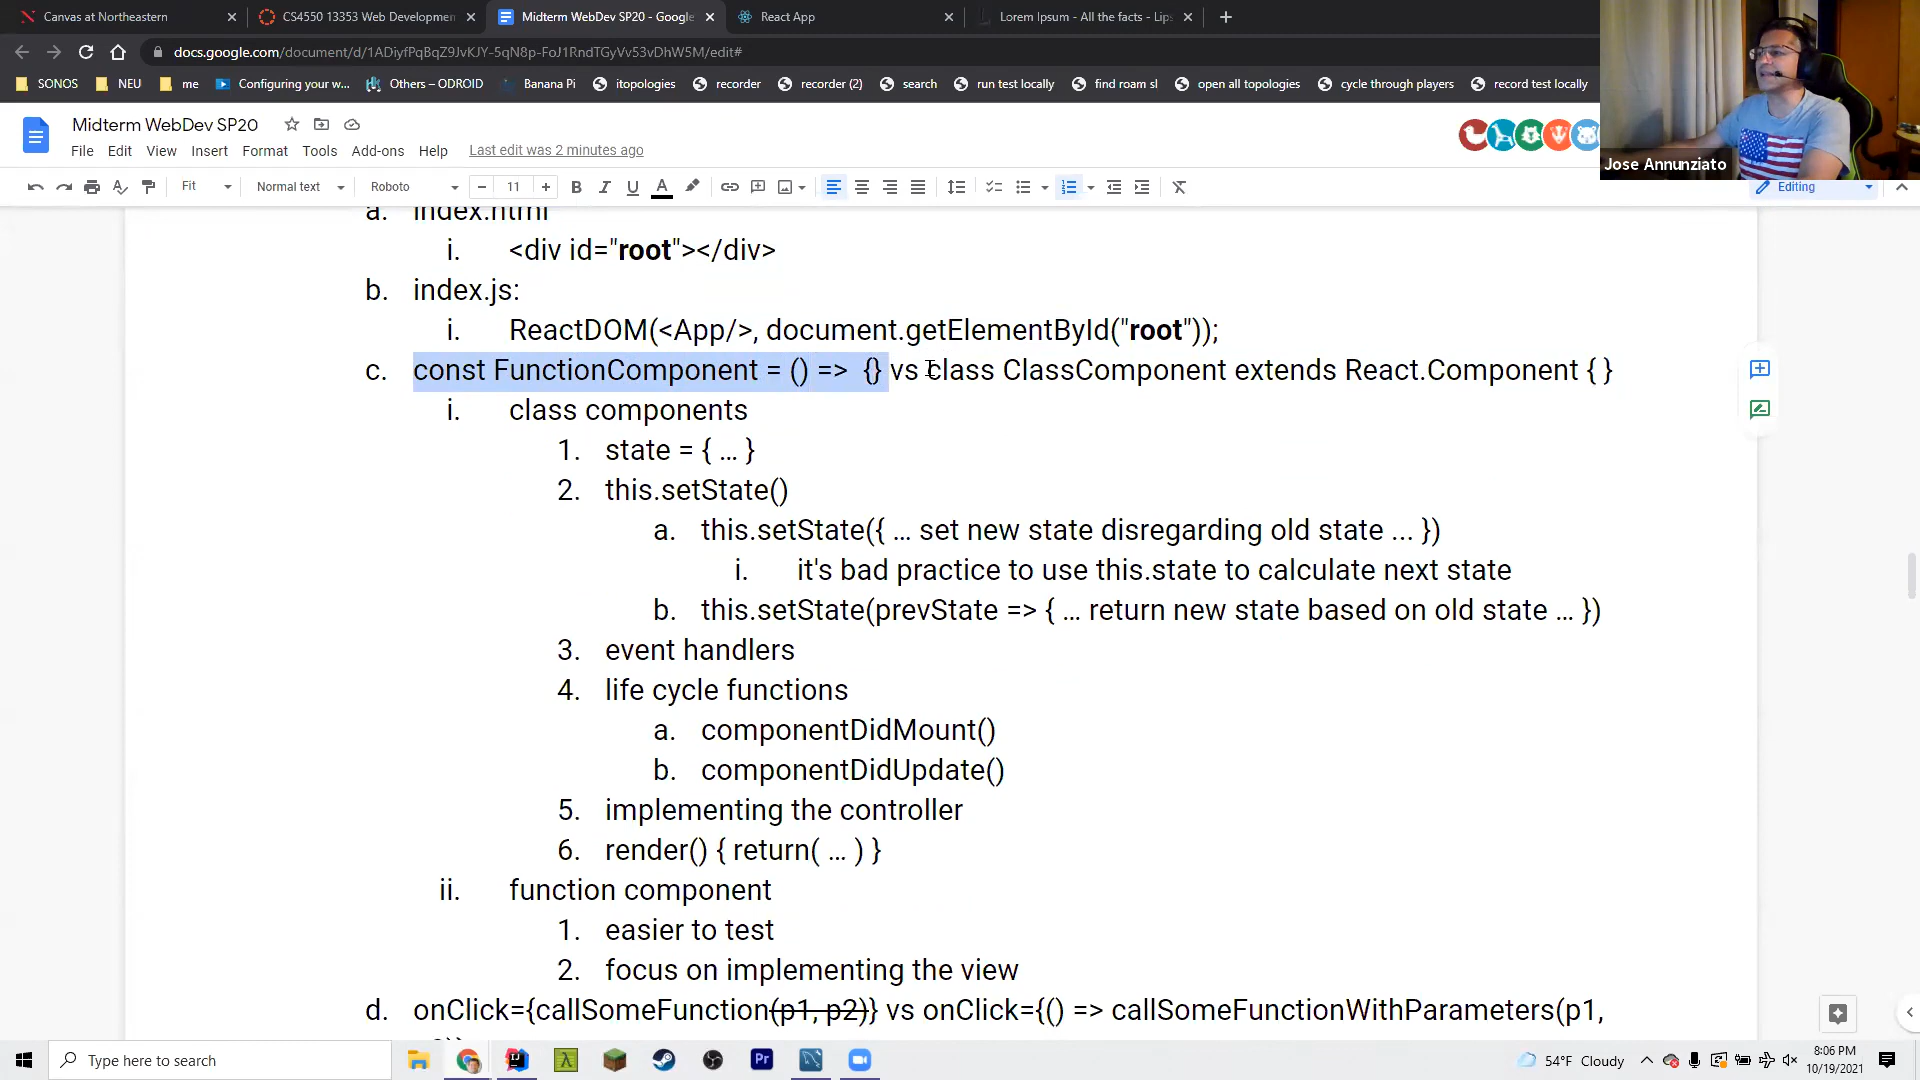 Canvas at Northeastern
CS4550 13353 Web Developmen
Midterm WebDev SP20 - Google
React App
Lorem Ipsum - All the facts - Lips
docs.google.com/document/d/1ADiyfPqBqZ9JvKJY-5qN8p-FoJ1RndTGyVv53vDhW5M/edit#
SONOS
NEU
me
Configuring your w...
Others – ODROID
Banana Pi
itopologies
recorder
recorder (2)
search
run test locally
find roam sl
open all topologies
cycle through players
record test locally
Midterm WebDev SP20
File Edit View Insert Format Tools Add-ons Help Last edit was 2 minutes ago
Jose Annunziato
Fit Normal text Roboto 11 Editing
a. index.html
i. <div id="root"></div>
b. index.js:
i. ReactDOM(<App/>, document.getElementById("root"));
c. const FunctionComponent = () => {} vs class ClassComponent extends React.Component { }
i. class components
1. state = { … }
2. this.setState()
a. this.setState({ … set new state disregarding old state ... })
i. it's bad practice to use this.state to calculate next state
b. this.setState(prevState => { … return new state based on old state … })
3. event handlers
4. life cycle functions
a. componentDidMount()
b. componentDidUpdate()
5. implementing the controller
6. render() { return( … ) }
ii. function component
1. easier to test
2. focus on implementing the view
d. onClick={callSomeFunction(p1, p2)} vs onClick={() => callSomeFunctionWithParameters(p1,
Type here to search
54°F Cloudy
8:06 PM
10/19/2021